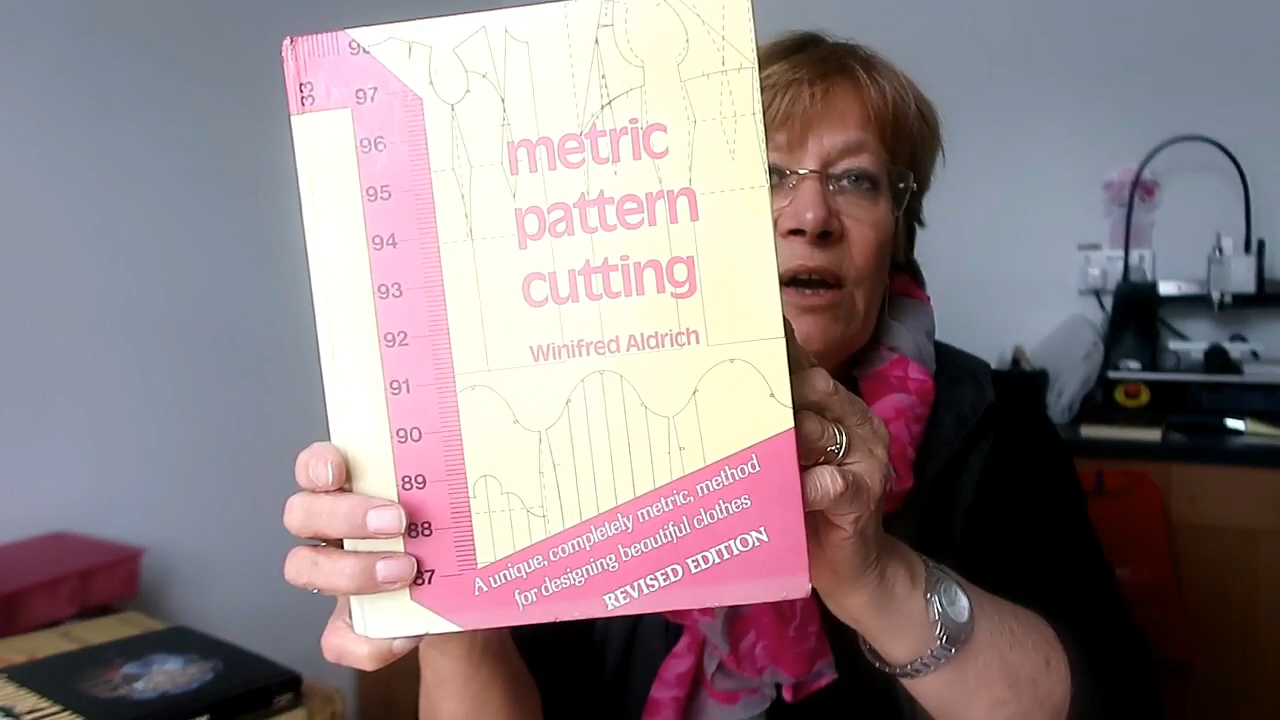 metric
pattern
cutting
Winifred Aldrich
A unique, completely metric, method
for designing beautiful clothes
REVISED EDITION
33
97
96
95
94
93
92
91
90
89
88
87